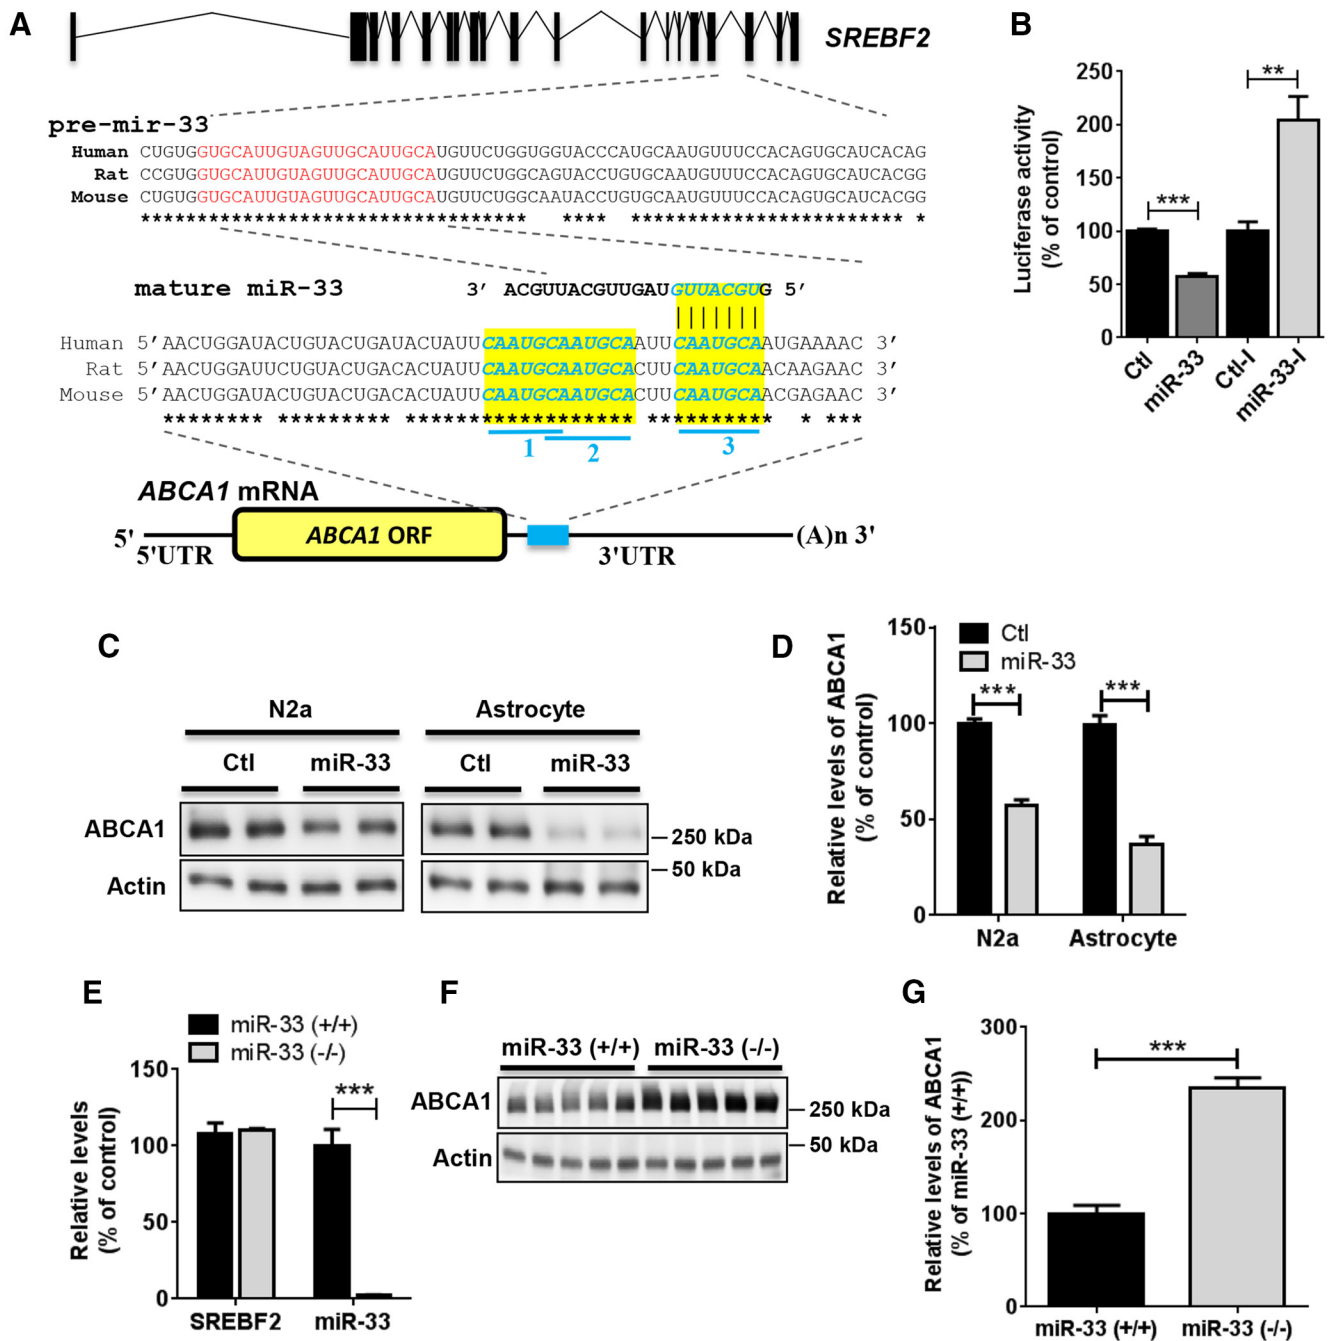 A
SREBF2
pre-mir-33
Human CUGUGGUGCAUUGUAGUUGCAUUGCAUGUUCUGGUGGUACCCAUGCAAUGUUUCCACAGUGCAUCACAG
Rat CCGUGGUGCAUUGUAGUUGCAUUGCAUGUUCUGGCAGUACCUGUGCAAUGUUUCCACAGUGCAUCACGG
Mouse CUGUGGUGCAUUGUAGUUGCAUUGCAUGUUCUGGCAAUACCUGUGCAAUGUUUCCACAGUGCAUCACGG
********************************** **** ************************ *
mature miR-33 3′ ACGUUACGUUGAUGUUACGUG 5′
Human 5′AACUGGAUACUGUACUGAUACUAUUCAAUGCAAUGCAAUUCAAUGCAAUGAAAAC 3′
Rat 5′AACUGGAUUCUGUACUGACACUAUUCAAUGCAAUGCACUUCAAUGCAACAAGAAC 3′
Mouse 5′AACUGGAUACUGUACUGACACUAUUCAAUGCAAUGCACUUCAAUGCAACGAGAAC 3′
******** ********* ****************** ********** * *****
1 2 3
ABCA1 mRNA
5' ABCA1 ORF (A)n 3'
5'UTR 3'UTR
B
Luciferase activity
(% of control)
250
200
150
100
50
0
*** **
Ctl miR-33 Ctl-I miR-33-I
C
N2a Astrocyte
Ctl miR-33 Ctl miR-33
ABCA1
250 kDa
50 kDa
Actin
D
Relative levels of ABCA1
(% of control)
Ctl
miR-33
150
100
50
0
*** ***
N2a Astrocyte
E
miR-33 (+/+)
miR-33 (-/-)
Relative levels
(% of control)
150
100
50
0
***
SREBF2 miR-33
F
miR-33 (+/+) miR-33 (-/-)
ABCA1
250 kDa
50 kDa
Actin
G
Relative levels of ABCA1
(% of miR-33 (+/+))
300
200
100
0
***
miR-33 (+/+) miR-33 (-/-)